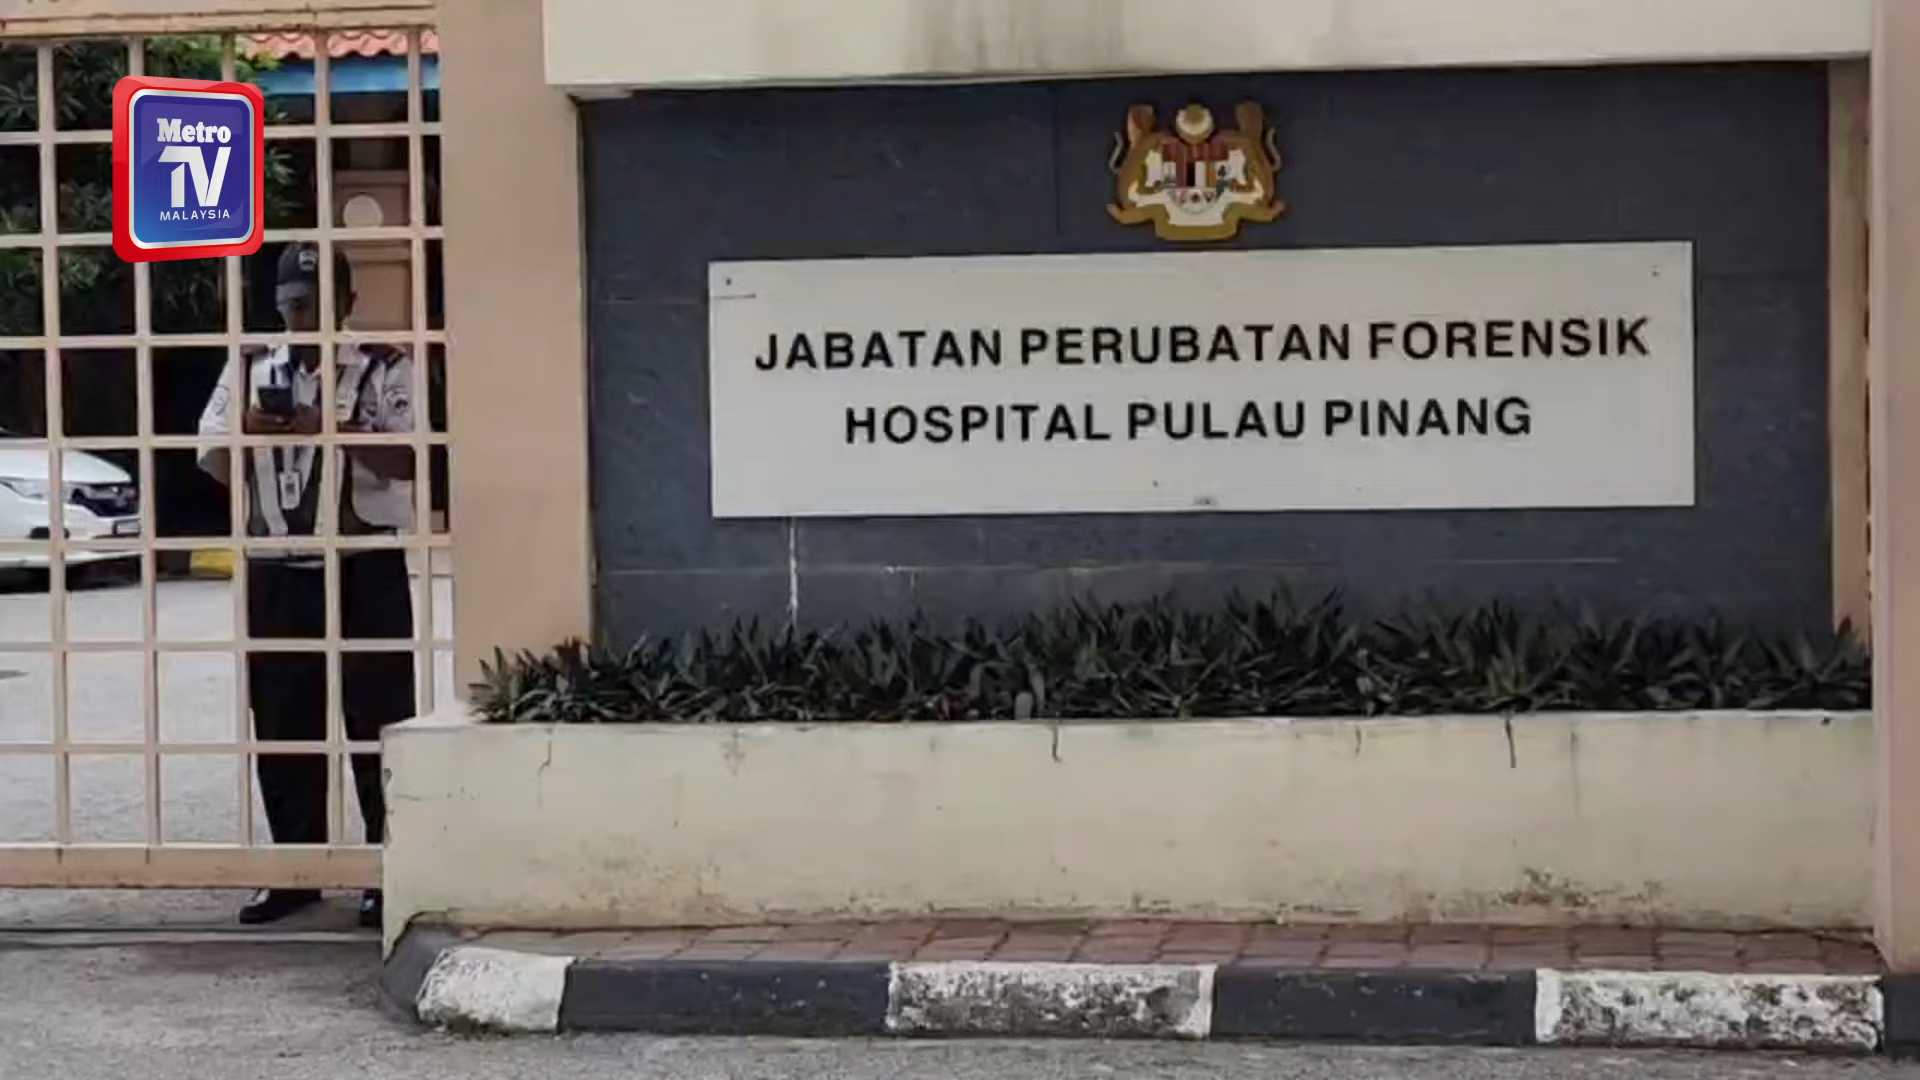 Metro
TV
MALAYSIA
JABATAN PERUBATAN FORENSIK
HOSPITAL PULAU PINANG